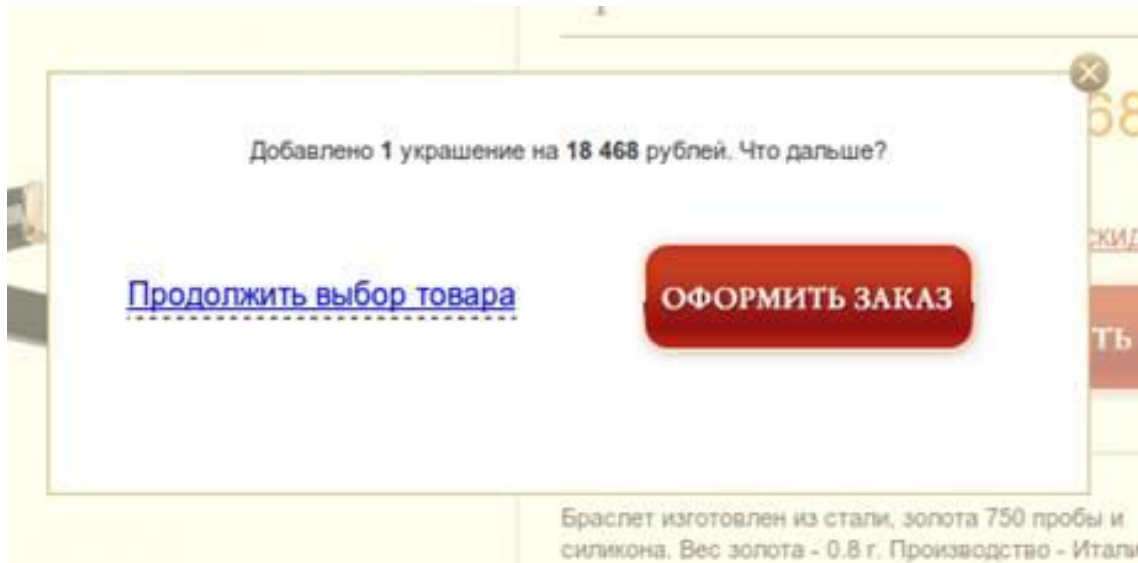 68
Добавлено 1 украшение на 18 468 рублей. Что дальше?
Продолжить выбор товара
ОФОРМИТЬ ЗАКАЗ
Браслет изготовлен из стали, золота 750 пробы и
силикона. Вес золота - 0.8 г. Производство -